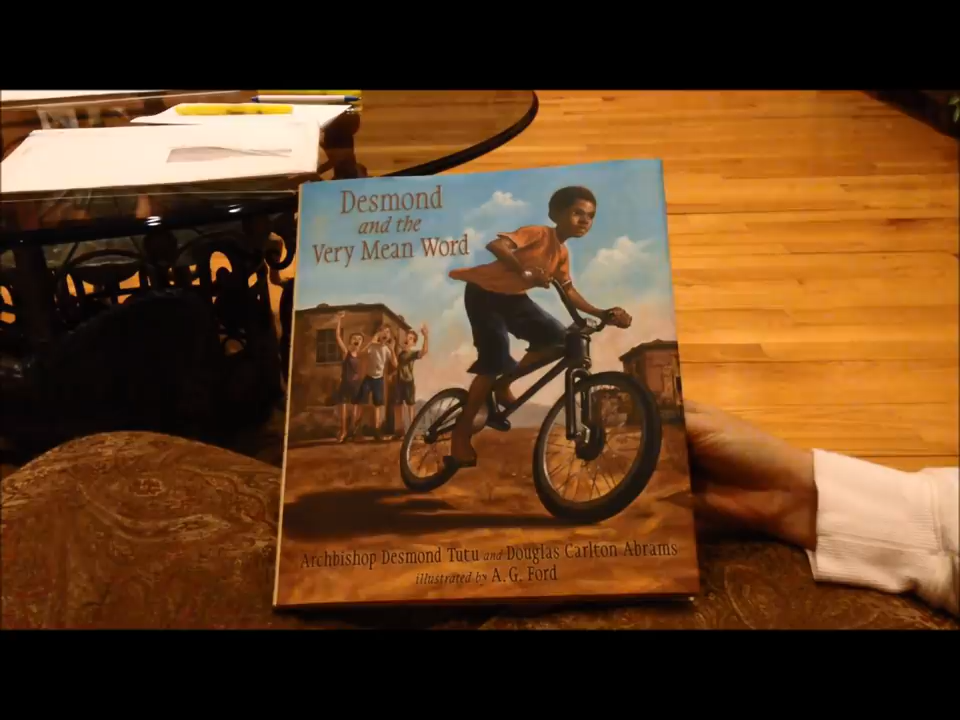 Desmond
and the
Very Mean Word
Archbishop Desmond Tutu and Douglas Carlton Abrams
illustrated by A. G. Ford